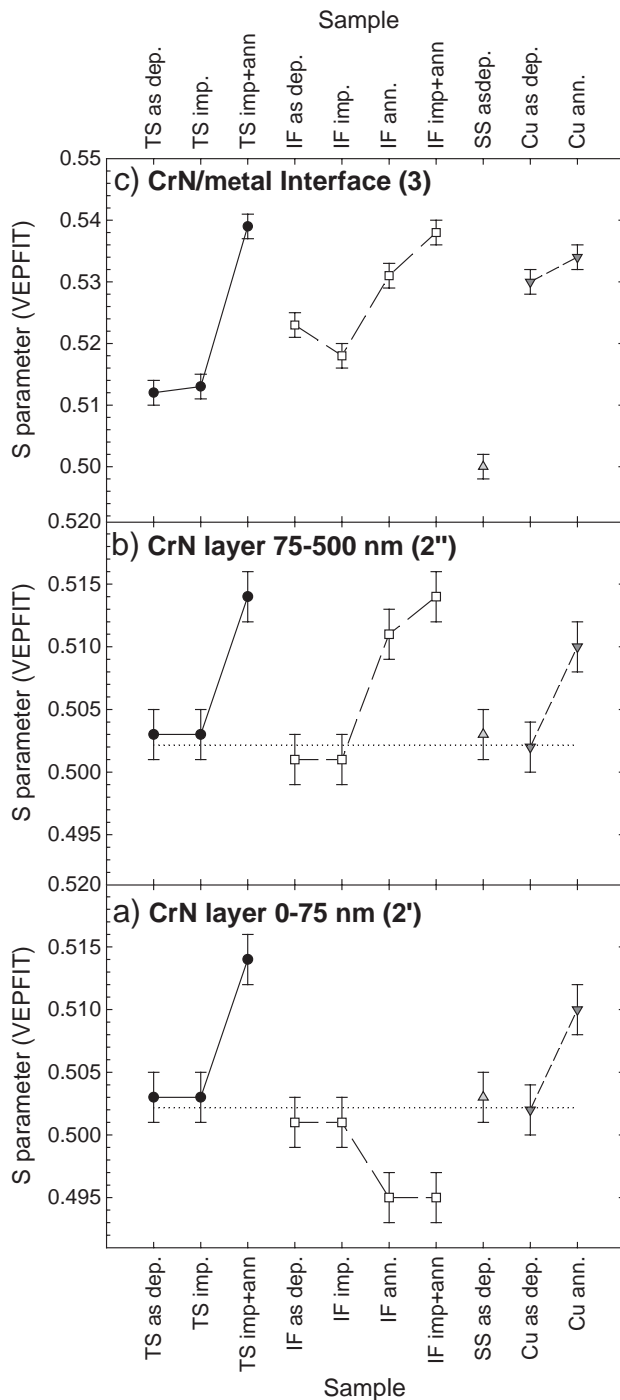 Sample
TS as dep.
TS imp.
TS imp+ann
IF as dep.
IF imp.
IF ann.
IF imp+ann
SS asdep.
Cu as dep.
Cu ann.
c) CrN/metal Interface (3)
S parameter (VEPFIT)
0.55
0.54
0.53
0.52
0.51
0.50
b) CrN layer 75-500 nm (2'')
S parameter (VEPFIT)
0.520
0.515
0.510
0.505
0.500
0.495
a) CrN layer 0-75 nm (2')
S parameter (VEPFIT)
0.520
0.515
0.510
0.505
0.500
0.495
TS as dep.
TS imp.
TS imp+ann
IF as dep.
IF imp.
IF ann.
IF imp+ann
SS as dep.
Cu as dep.
Cu ann.
Sample